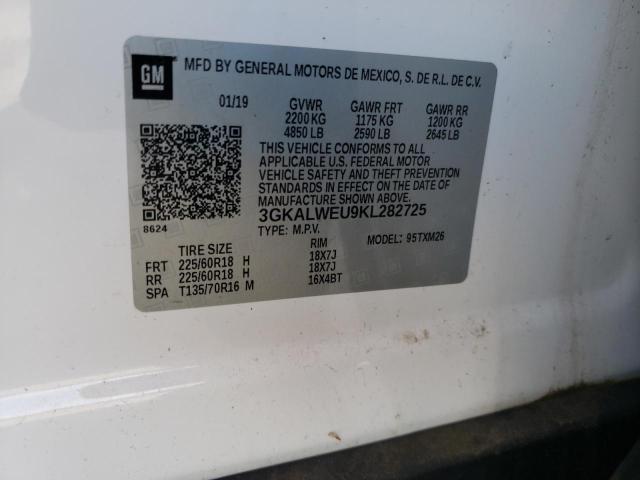 GM
MFD BY GENERAL MOTORS DE MEXICO, S. DE R.L. DE C.V.
01/19 GVWR GAWR FRT GAWR RR
2200 KG 1175 KG 1200 KG
4850 LB 2590 LB 2645 LB
THIS VEHICLE CONFORMS TO ALL
APPLICABLE U.S. FEDERAL MOTOR
VEHICLE SAFETY AND THEFT PREVENTION
STANDARDS IN EFFECT ON THE DATE OF
MANUFACTURE SHOWN ABOVE.
3GKALWEU9KL282725
8624
TYPE: M.P.V. MODEL: 95TXM26
TIRE SIZE RIM
FRT 225/60R18 H 18X7J
RR 225/60R18 H 18X7J
SPA T135/70R16 M 16X4BT